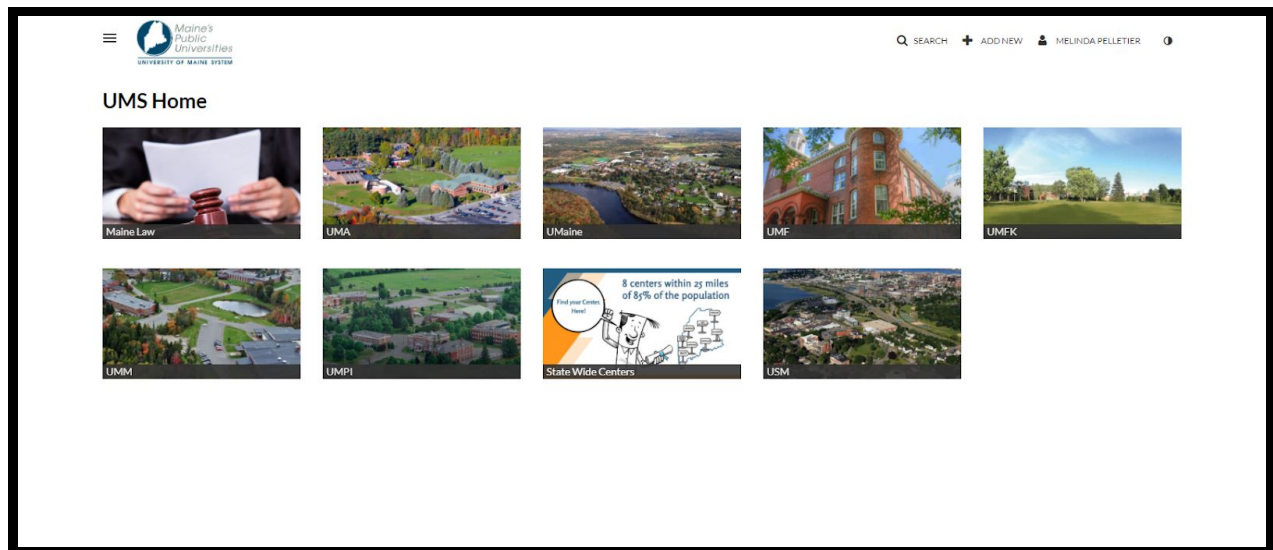 Maine's
Public
Universities
UNIVERSITY OF MAINE SYSTEM
SEARCH ADD NEW MELINDA PELLETIER
UMS Home
Maine Law
UMA
UMaine
UMF
UMFK
8 centers within 25 miles
of 85% of the population
Find your Center
Here!
UMM
UMPI
State Wide Centers
USM